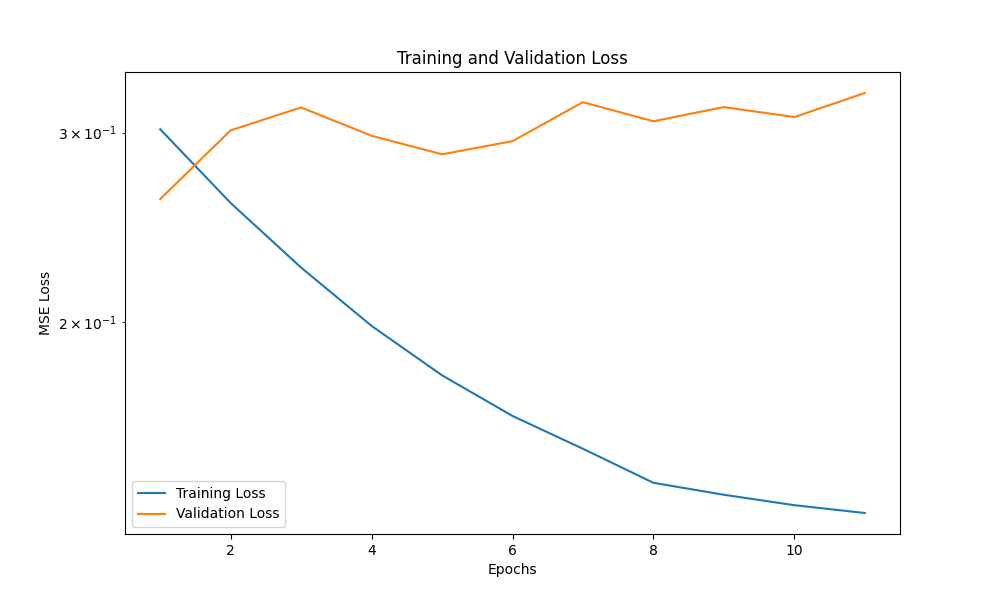 Training and Validation Loss
3 × 10⁻¹
2 × 10⁻¹
MSE Loss
Training Loss
Validation Loss
2 4 6 8 10
Epochs